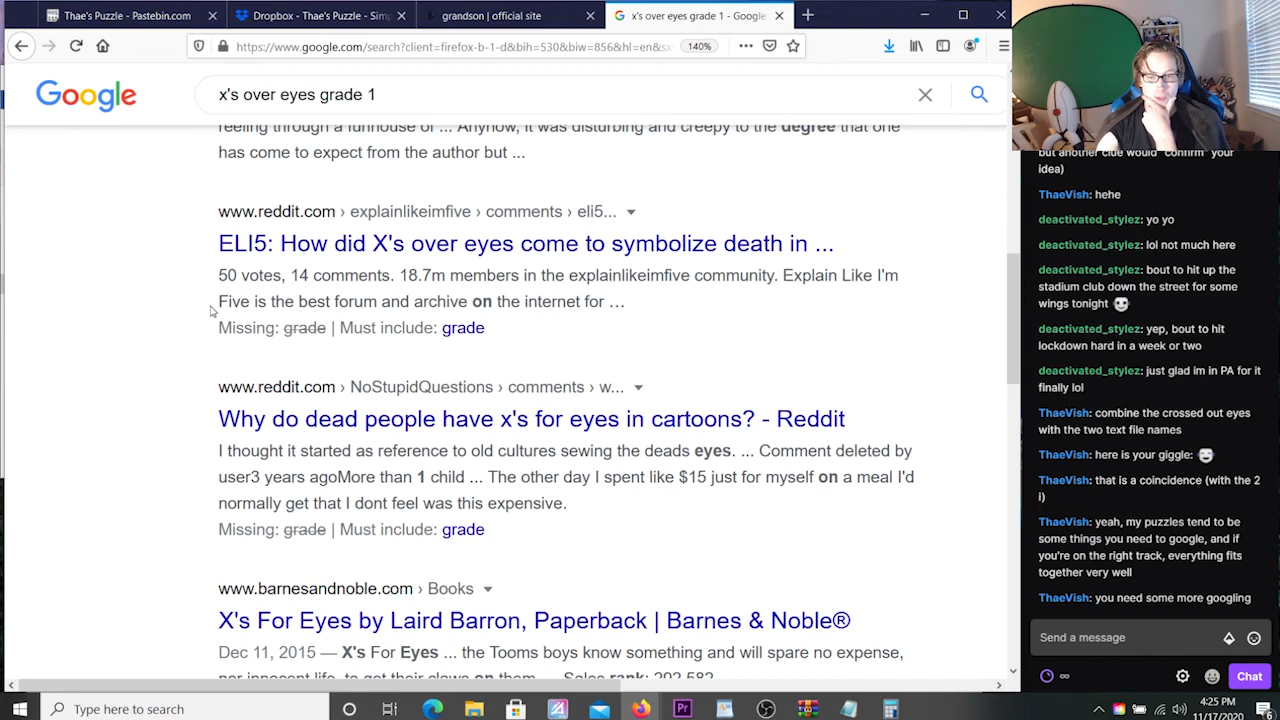 Thae's Puzzle - Pastebin.com
Dropbox - Thae's Puzzle - Simp
grandson | official site
x's over eyes grade 1 - Google
https://www.google.com/search?client=firefox-b-1-d&bih=530&biw=856&hl=en&s
140%
Google
x's over eyes grade 1
feeling through a funhouse of ... Anyhow, it was disturbing and creepy to the degree that one
has come to expect from the author but ...
www.reddit.com › explainlikeimfive › comments › eli5...
ELI5: How did X's over eyes come to symbolize death in ...
50 votes, 14 comments. 18.7m members in the explainlikeimfive community. Explain Like I'm
Five is the best forum and archive on the internet for ...
Missing: grade | Must include: grade
www.reddit.com › NoStupidQuestions › comments › w...
Why do dead people have x's for eyes in cartoons? - Reddit
I thought it started as reference to old cultures sewing the deads eyes. ... Comment deleted by
user3 years agoMore than 1 child ... The other day I spent like $15 just for myself on a meal I'd
normally get that I dont feel was this expensive.
Missing: grade | Must include: grade
www.barnesandnoble.com › Books
X's For Eyes by Laird Barron, Paperback | Barnes & Noble®
Dec 11, 2015 — X's For Eyes ... the Tooms boys know something and will spare no expense,
nor innocent life, to get their claws on them. ... Sales rank: 292,582
but another clue would "confirm" your
idea)
ThaeVish: hehe
deactivated_stylez: yo yo
deactivated_stylez: lol not much here
deactivated_stylez: bout to hit up the
stadium club down the street for some
wings tonight
deactivated_stylez: yep, bout to hit
lockdown hard in a week or two
deactivated_stylez: just glad im in PA for it
finally lol
ThaeVish: combine the crossed out eyes
with the two text file names
ThaeVish: here is your giggle:
ThaeVish: that is a coincidence (with the 2
i)
ThaeVish: yeah, my puzzles tend to be
some things you need to google, and if
you're on the right track, everything fits
together very well
ThaeVish: you need some more googling
Send a message
∞
Chat
Type here to search
Pr
4:25 PM
11/17/2020